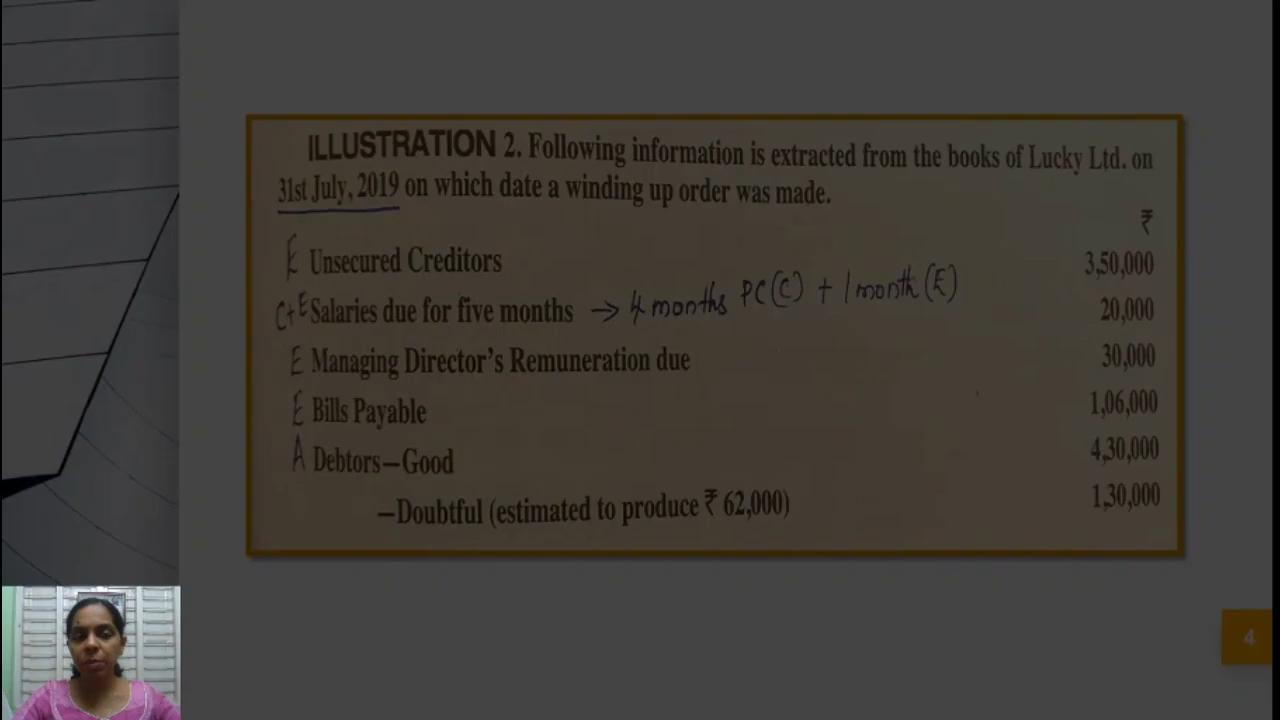 ILLUSTRATION 2. Following information is extracted from the books of Lucky Ltd. on
31st July, 2019 on which date a winding up order was made.
₹
E Unsecured Creditors 3,50,000
C+E Salaries due for five months → 4 months PC(C) + 1 month (E) 20,000
E Managing Director's Remuneration due 30,000
E Bills Payable 1,06,000
A Debtors—Good 4,30,000
—Doubtful (estimated to produce ₹ 62,000) 1,30,000
4